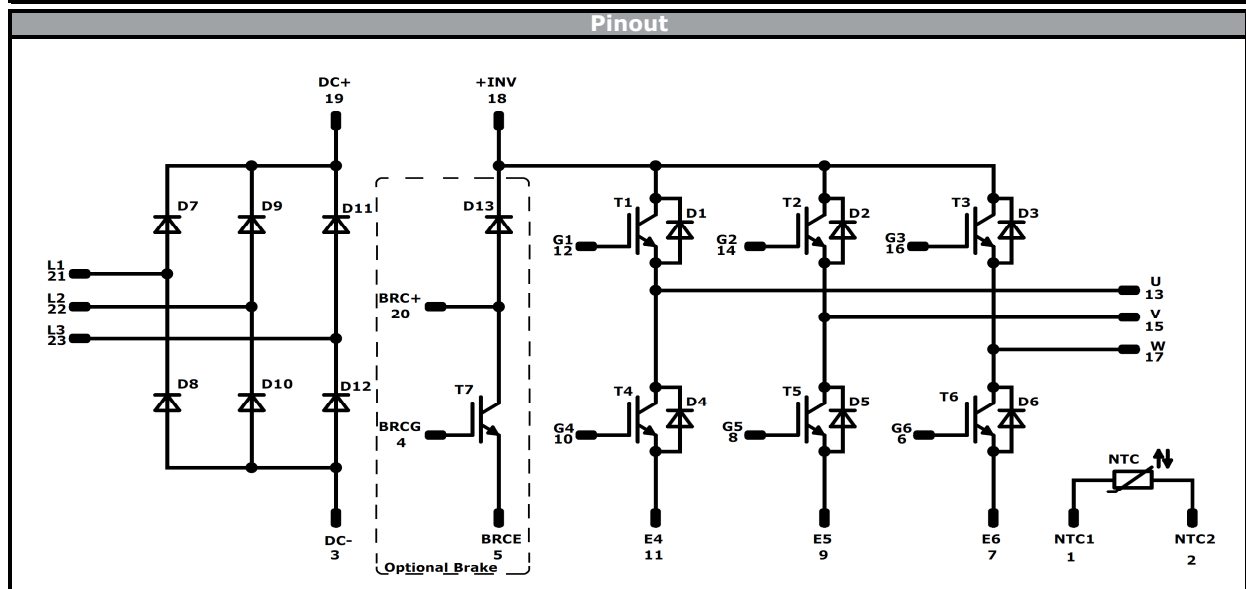 Pinout
DC+
19
+INV
18
D7
D9
D11
D13
T1
D1
T2
D2
T3
D3
G1
12
G2
14
G3
16
L1
21
L2
22
L3
23
BRC+
20
U
13
V
15
W
17
D8
D10
D12
T7
T4
D4
T5
D5
T6
D6
BRCG
4
G4
10
G5
8
G6
6
NTC
DC-
3
BRCE
5
E4
11
E5
9
E6
7
NTC1
1
NTC2
2
Optional Brake